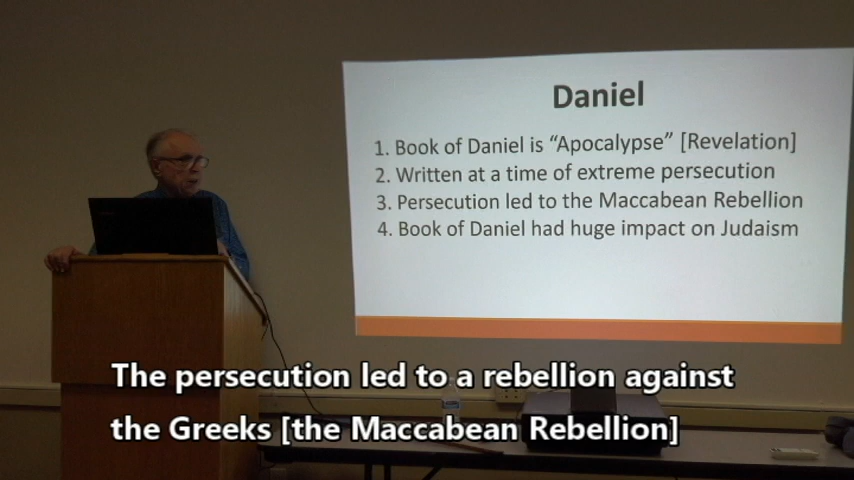 Daniel
1. Book of Daniel is “Apocalypse” [Revelation]
2. Written at a time of extreme persecution
3. Persecution led to the Maccabean Rebellion
4. Book of Daniel had huge impact on Judaism
The persecution led to a rebellion against
the Greeks [the Maccabean Rebellion]